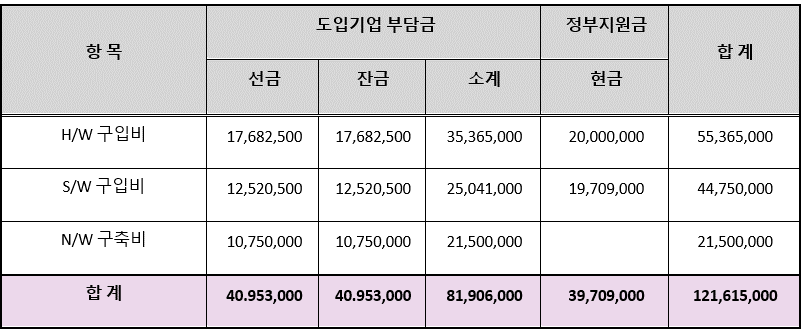 항 목 도입기업 부담금 정부지원금 합 계
선금 잔금 소계 현금
H/W 구입비 17,682,500 17,682,500 35,365,000 20,000,000 55,365,000
S/W 구입비 12,520,500 12,520,500 25,041,000 19,709,000 44,750,000
N/W 구축비 10,750,000 10,750,000 21,500,000 21,500,000
합 계 40.953,000 40.953,000 81,906,000 39,709,000 121,615,000